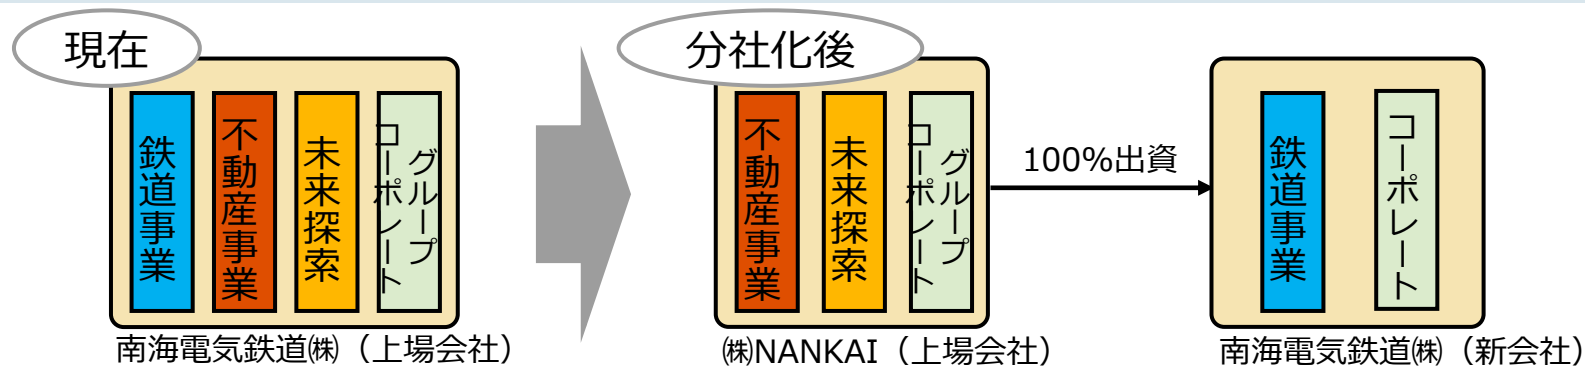 現在
鉄道事業
不動産事業
未来探索
グループ
コーポレート
南海電気鉄道㈱（上場会社）
分社化後
不動産事業
未来探索
グループ
コーポレート
㈱NANKAI（上場会社）
100%出資
鉄道事業
コーポレート
南海電気鉄道㈱（新会社）